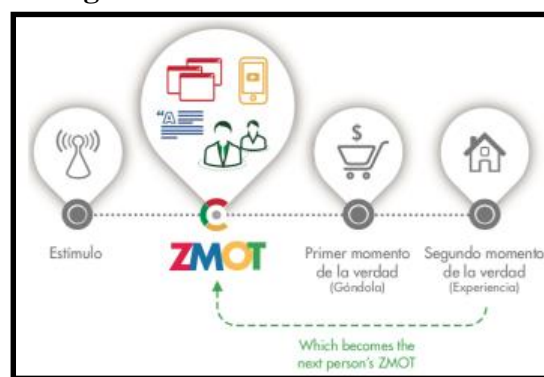 "A
$
Estímulo
ZMOT
Primer momento
de la verdad
(Góndola)
Segundo momento
de la verdad
(Experiencia)
Which becomes the
next person's ZMOT